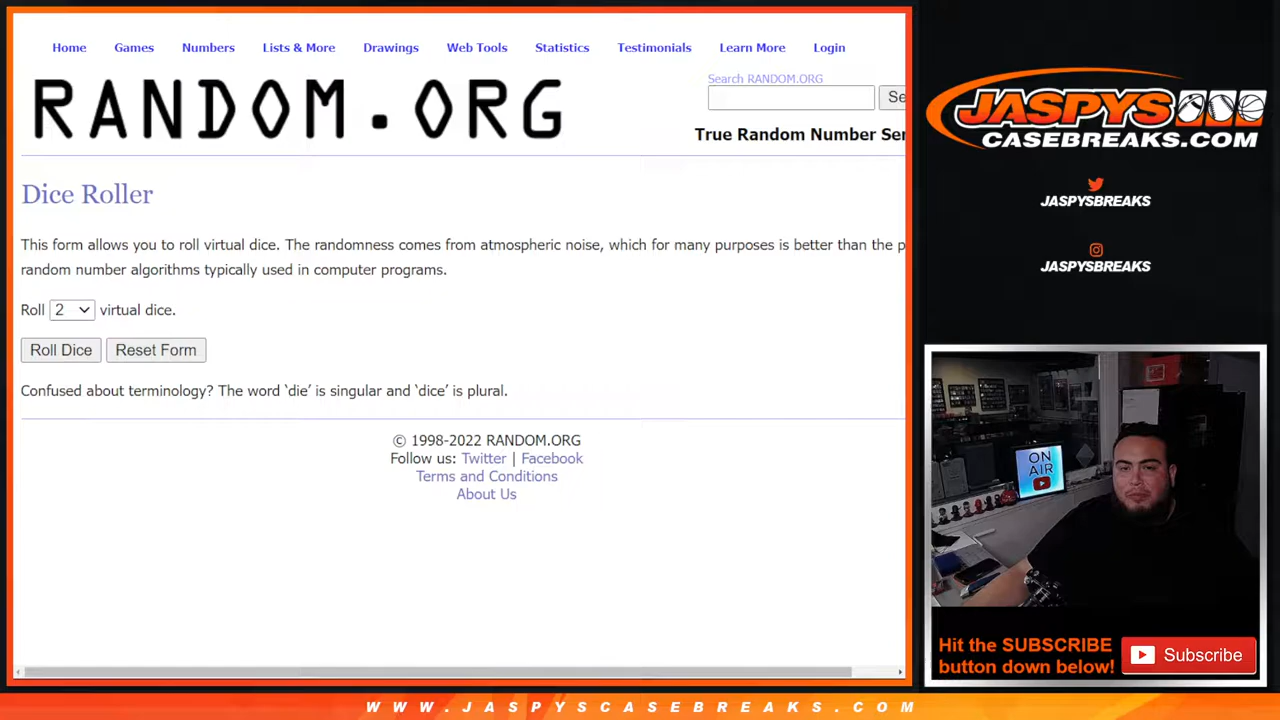 Home Games Numbers Lists & More Drawings Web Tools Statistics Testimonials Learn More Login
RANDOM.ORG
Search RANDOM.ORG
Se
True Random Number Ser
Dice Roller
This form allows you to roll virtual dice. The randomness comes from atmospheric noise, which for many purposes is better than the p
random number algorithms typically used in computer programs.
Roll 2 virtual dice.
Roll Dice Reset Form
Confused about terminology? The word ‘die’ is singular and ‘dice’ is plural.
© 1998-2022 RANDOM.ORG
Follow us: Twitter | Facebook
Terms and Conditions
About Us
JASPYS
CASEBREAKS.COM
JASPYSBREAKS
JASPYSBREAKS
ON
AIR
Hit the SUBSCRIBE
button down below!
Subscribe
WWW.JASPYSCASEBREAKS.COM